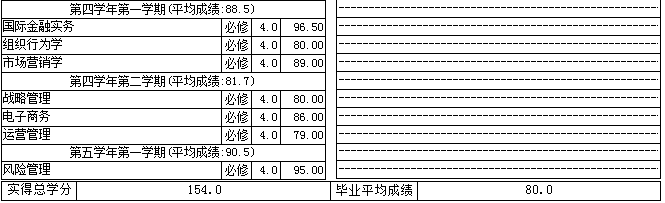 第四学年第一学期(平均成绩:88.5)
国际金融实务 必修 4.0 96.50
组织行为学 必修 4.0 80.00
市场营销学 必修 4.0 89.00
第四学年第二学期(平均成绩:81.7)
战略管理 必修 4.0 80.00
电子商务 必修 4.0 86.00
运营管理 必修 4.0 79.00
第五学年第一学期(平均成绩:90.5)
风险管理 必修 4.0 95.00
实得总学分 154.0 毕业平均成绩 80.0